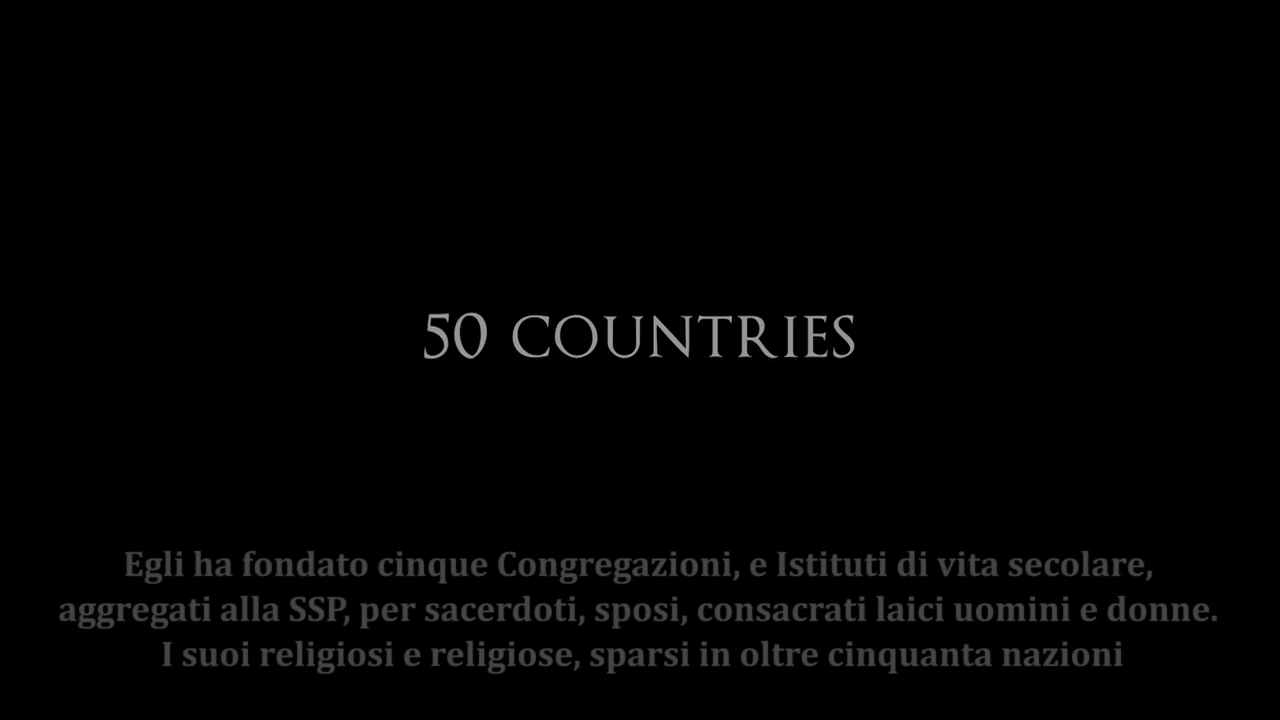 50 COUNTRIES
Egli ha fondato cinque Congregazioni, e Istituti di vita secolare,
aggregati alla SSP, per sacerdoti, sposi, consacrati laici uomini e donne.
I suoi religiosi e religiose, sparsi in oltre cinquanta nazioni